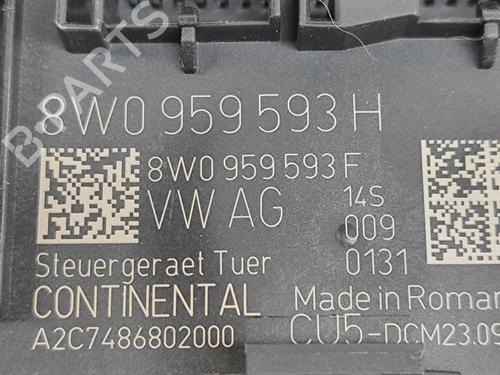 8W0 959 593 H
8W0 959 593 F
VW AG 14S
009
Steuergeraet Tuer 0131
CONTINENTAL Made in Roman
A2C7486802000 CU5-DCM23.09
B-PARTS